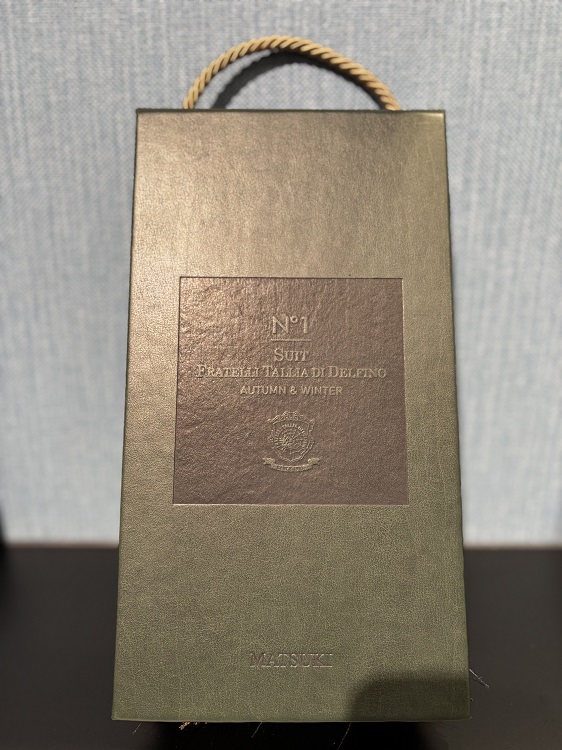 N°1
SUIT
FRATELLI TALLIA DI DELFINO
AUTUMN & WINTER
MATSUKI